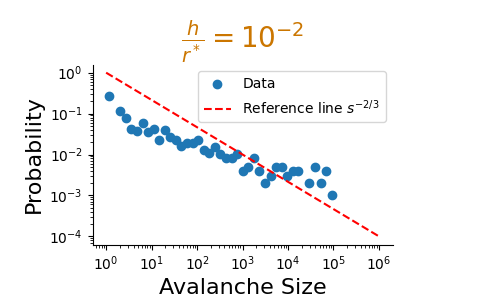 h/r* = 10⁻²
10⁰
10⁻¹
10⁻²
10⁻³
10⁻⁴
Probability
Data
Reference line s⁻²/³
10⁰ 10¹ 10² 10³ 10⁴ 10⁵ 10⁶
Avalanche Size